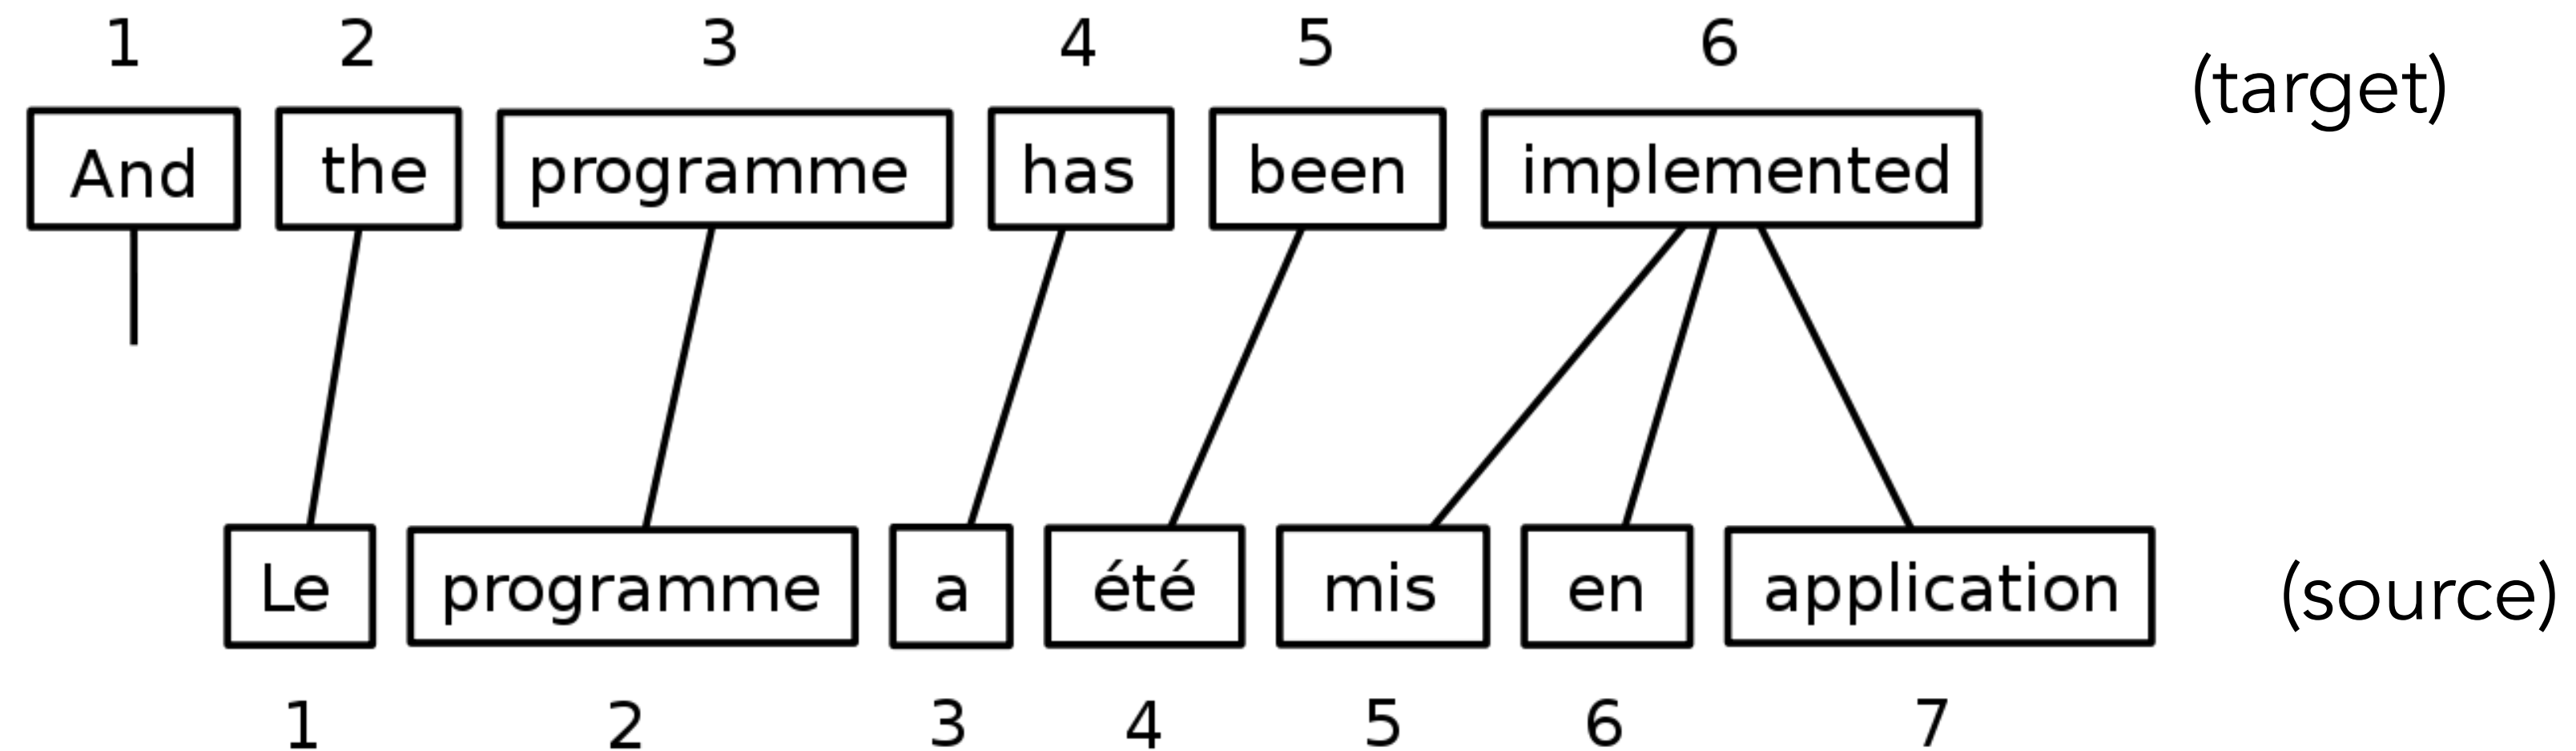 1 2 3 4 5 6
(target)
And the programme has been implemented
Le programme a été mis en application
(source)
1 2 3 4 5 6 7